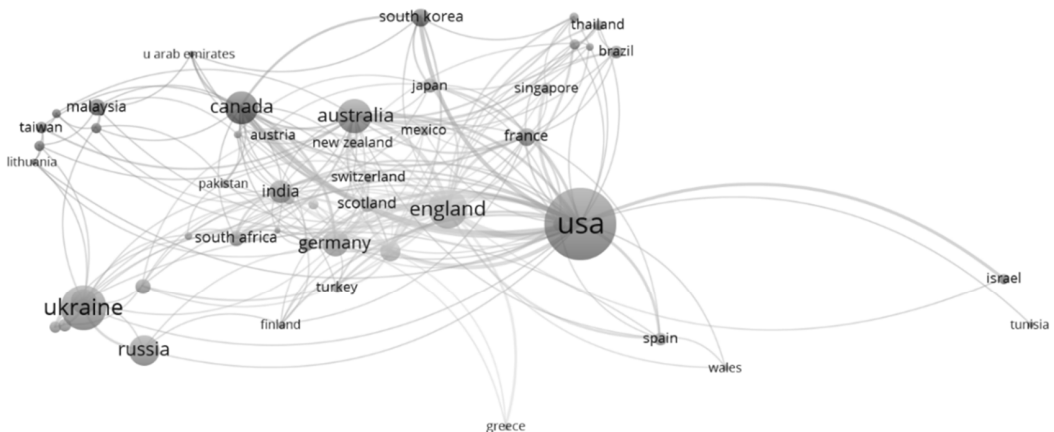 south korea
thailand
brazil
u arab emirates
japan
singapore
malaysia
canada
australia
mexico
taiwan
austria
new zealand
france
lithuania
pakistan
india
switzerland
scotland
england
usa
south africa
germany
turkey
israel
ukraine
finland
tunisia
russia
spain
wales
greece